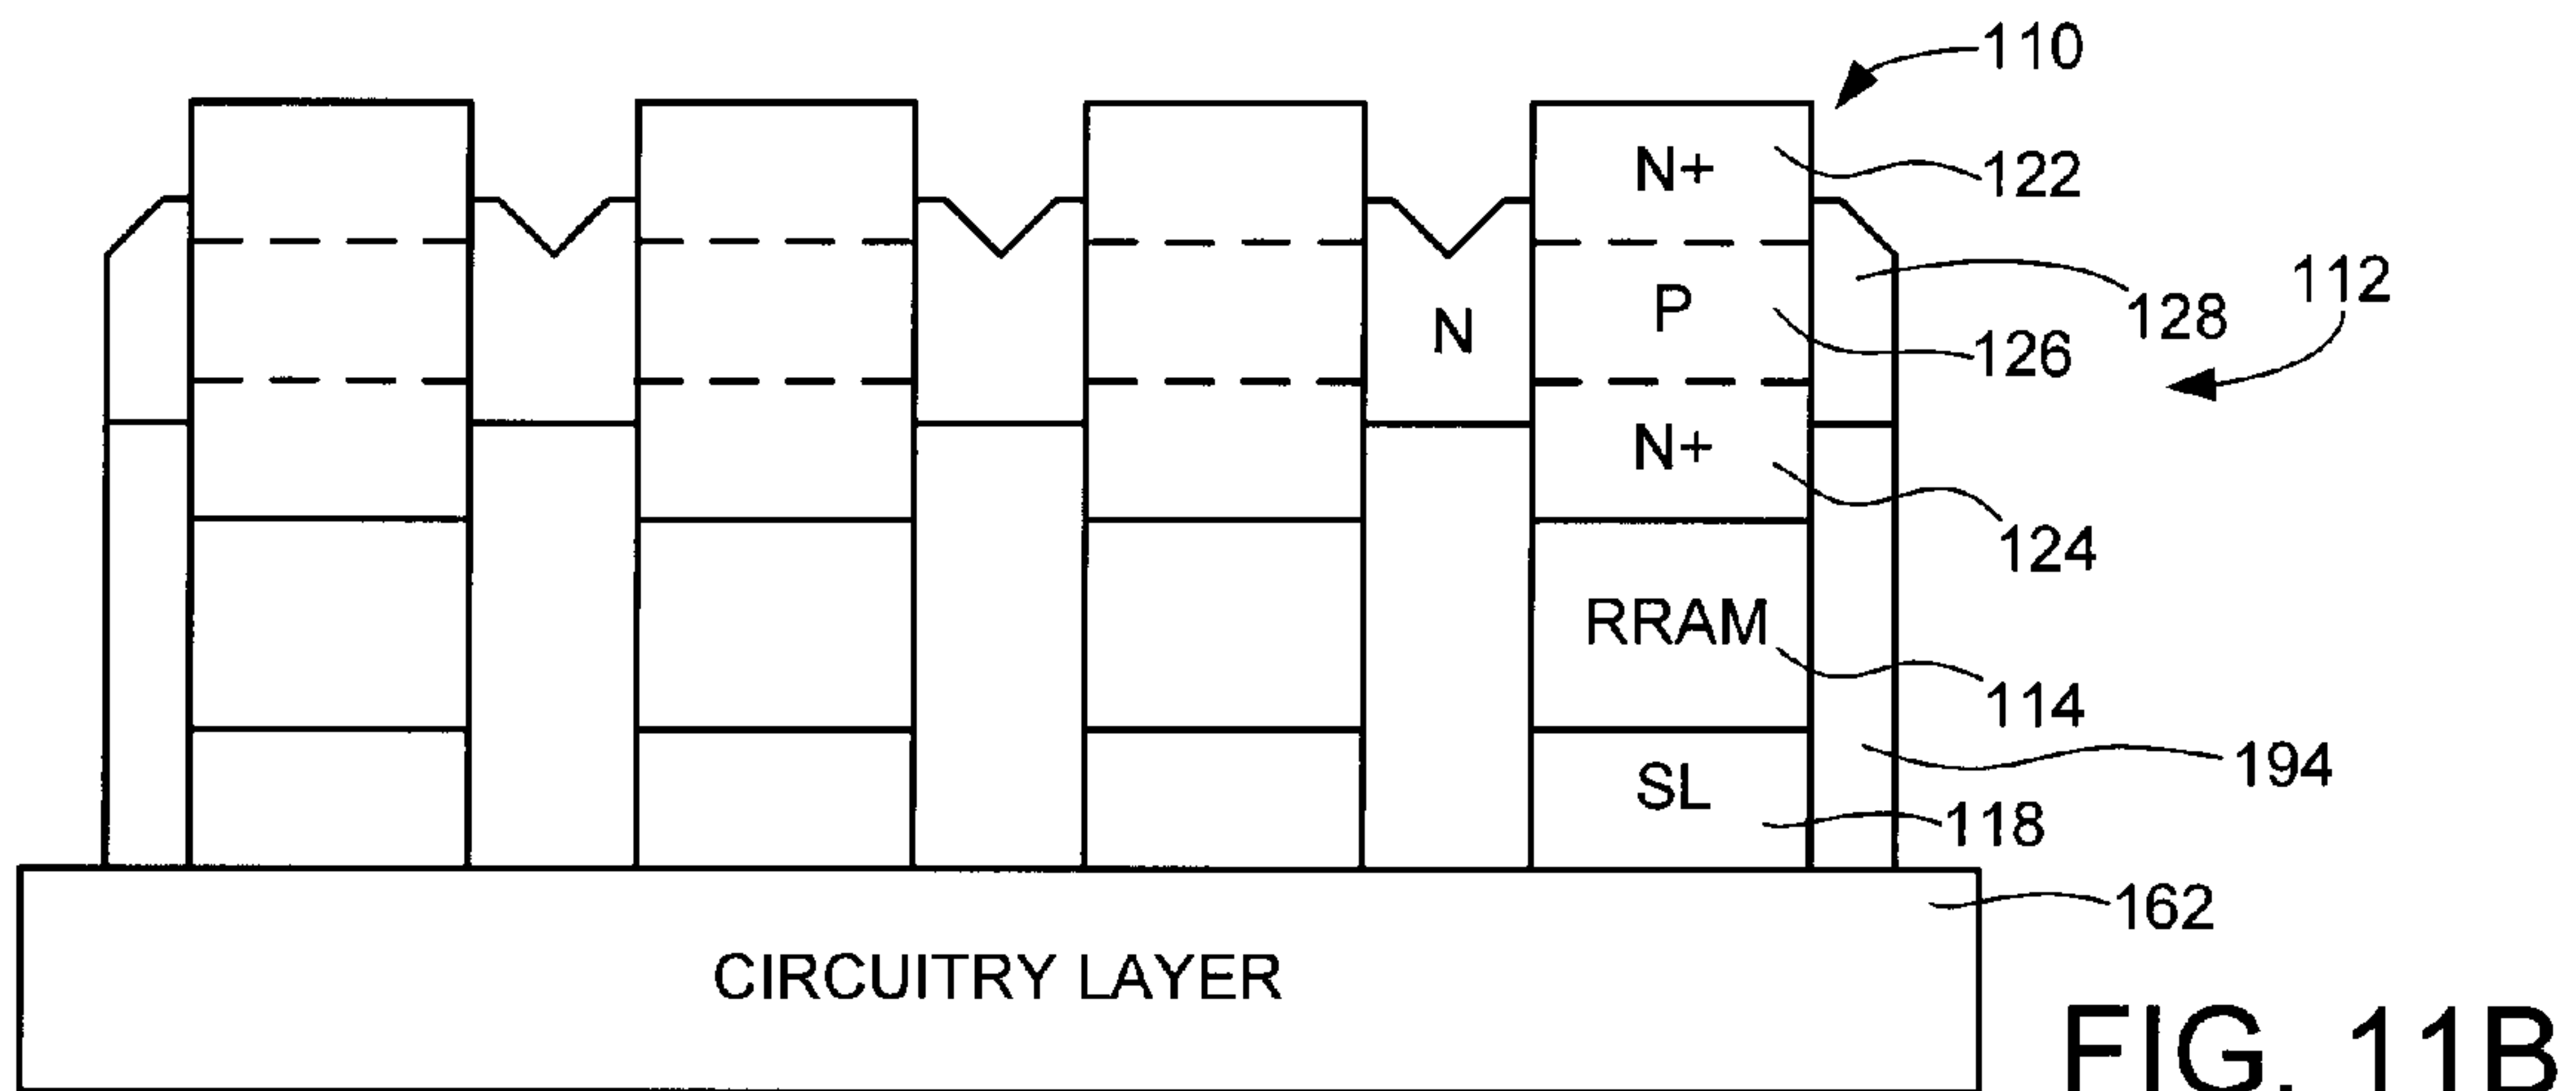 110
N+
122
112
N
P
128
126
N+
124
RRAM
114
194
SL
118
162
CIRCUITRY LAYER
FIG. 11B